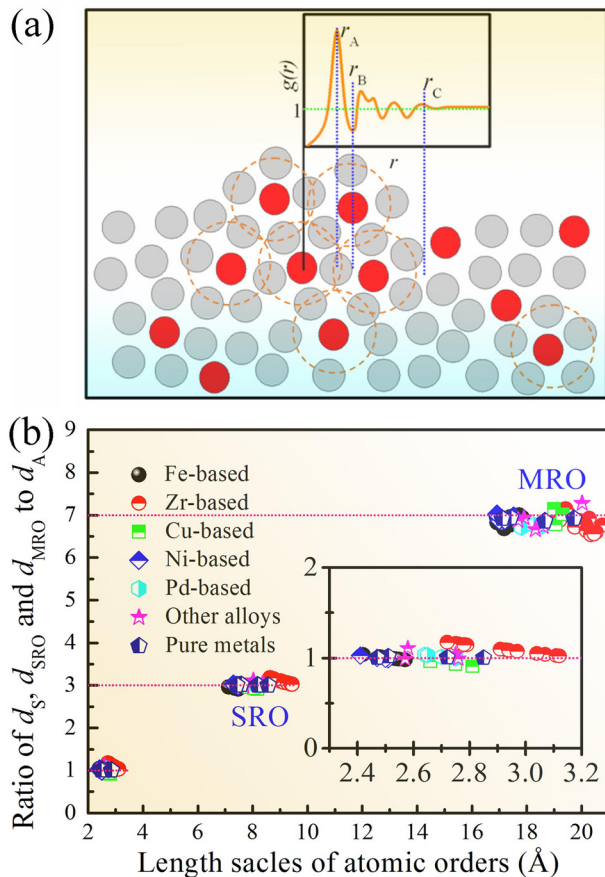 (a)
r_A
r_B
r_C
g(r)
1
r
(b)
9
8
7
6
5
4
3
2
1
0
Ratio of d_S, d_SRO and d_MRO to d_A
Fe-based
Zr-based
Cu-based
Ni-based
Pd-based
Other alloys
Pure metals
MRO
SRO
2
1
0
2.4 2.6 2.8 3.0 3.2
2 4 6 8 10 12 14 16 18 20
Length sacles of atomic orders (Å)